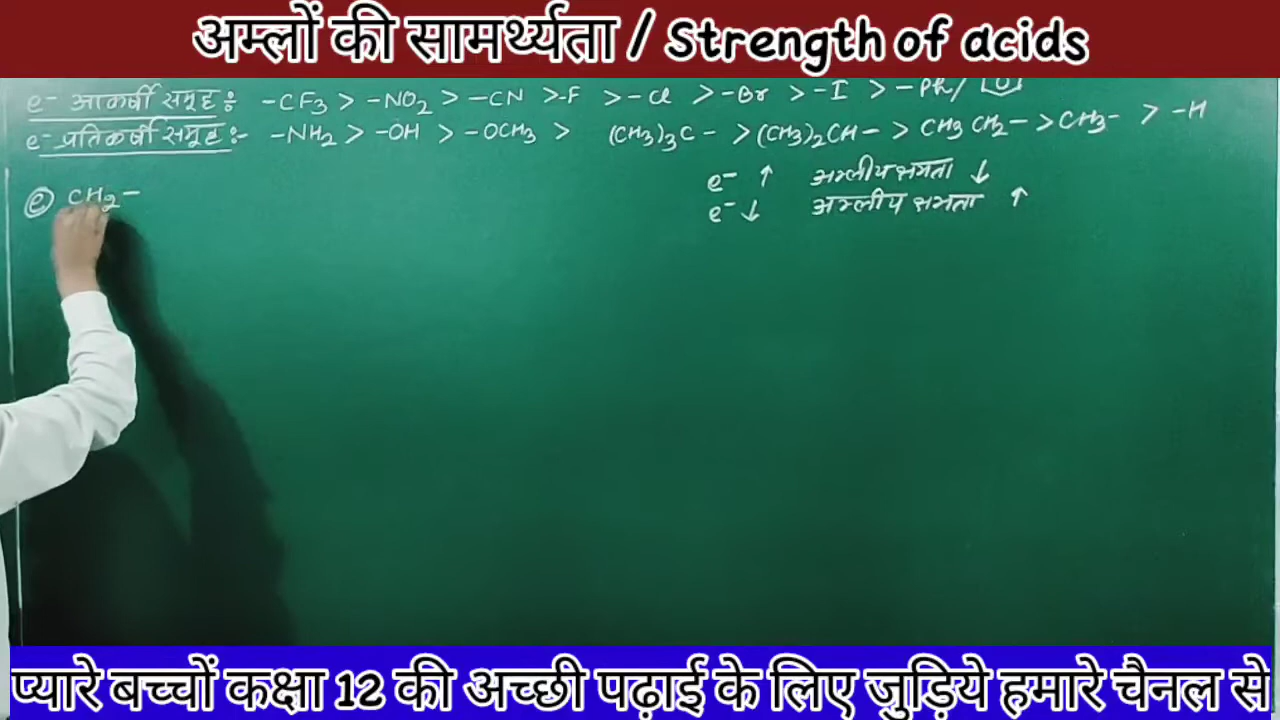 अम्लों की सामर्थ्यता / Strength of acids
e- आकर्षी समूह :- -CF3 > -NO2 > -CN > -F > -Cl > -Br > -I > -Ph /
e- प्रतिकर्षी समूह :- -NH2 > -OH > -OCH3 > (CH3)3C- > (CH3)2CH- > CH3CH2- > CH3- > -H
e- ↑ अम्लीय क्षमता ↓
e- ↓ अम्लीय क्षमता ↑
(e) CH2-
प्यारे बच्चों कक्षा 12 की अच्छी पढ़ाई के लिए जुड़िये हमारे चैनल से